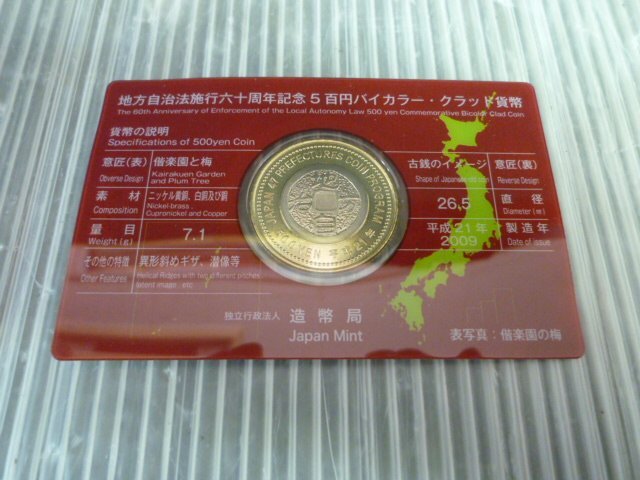 地方自治法施行六十周年記念5百円バイカラー・クラッド貨幣
The 60th Anniversary of Enforcement of the Local Autonomy Law 500 yen Commemorative Bicolor Clad Coin
貨幣の説明
Specifications of 500yen Coin
意匠(表) 偕楽園と梅
Obverse Design Kairakuen Garden and Plum Tree
古銭のイメージ 意匠(裏)
Shape of Japanese old coin Reverse Design
素材 ニッケル黄銅、白銅及び銅
Composition Nickel-brass, Cupronickel and Copper
26.5 直径
Diameter (㎜)
量目 7.1
Weight (g)
平成21年 製造年
2009 Date of issue
その他の特徴 異形斜めギザ、潜像等
Other Features Helical Ridges with two different pitches, latent image etc
JAPAN 47 PREFECTURES COIN PROGRAM
YEN 平成21年
独立行政法人 造幣局
Japan Mint
表写真:偕楽園の梅